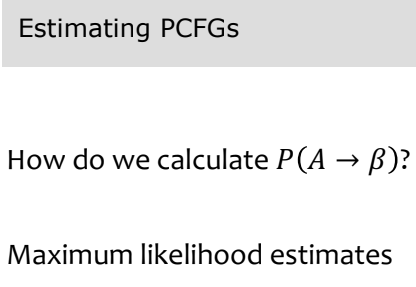 Estimating PCFGs
How do we calculate P(A → β)?
Maximum likelihood estimates